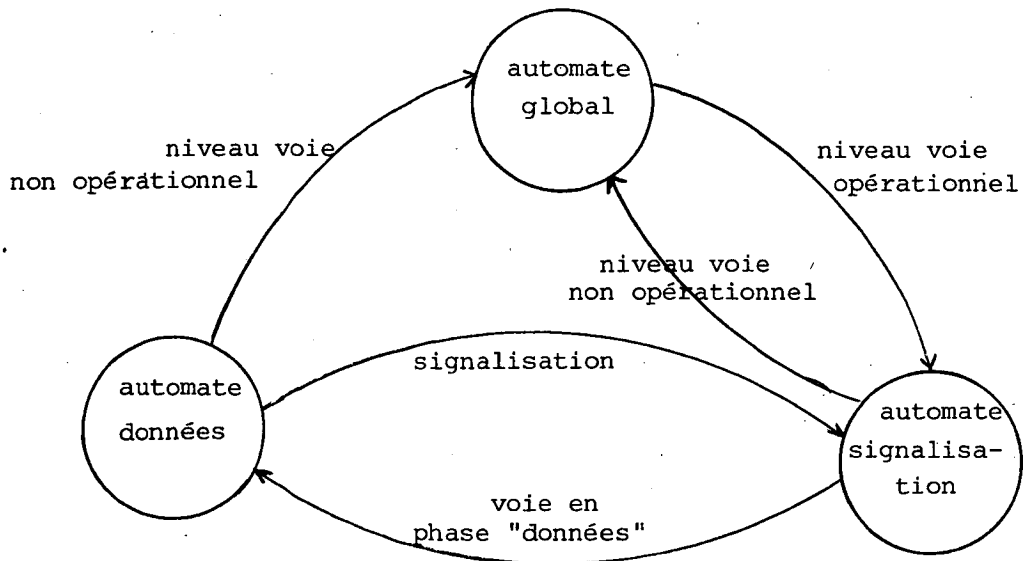 automate
global
niveau voie
non opérationnel
niveau voie
opérationnel
niveau voie
non opérationnel
signalisation
automate
données
automate
signalisa-
tion
voie en
phase "données"